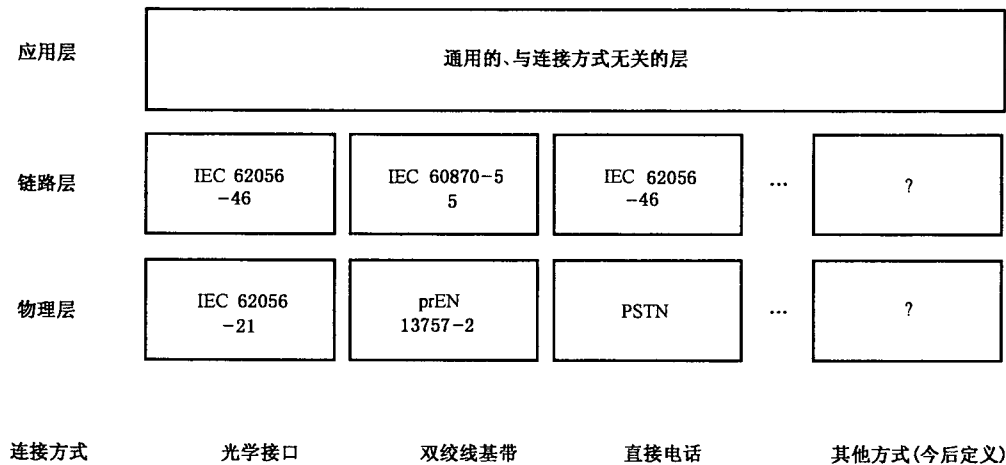 应用层
通用的、与连接方式无关的层
链路层
IEC 62056
-46
IEC 60870-5
5
IEC 62056
-46
…
?
物理层
IEC 62056
-21
prEN
13757-2
PSTN
…
?
连接方式 光学接口 双绞线基带 直接电话 其他方式(今后定义)